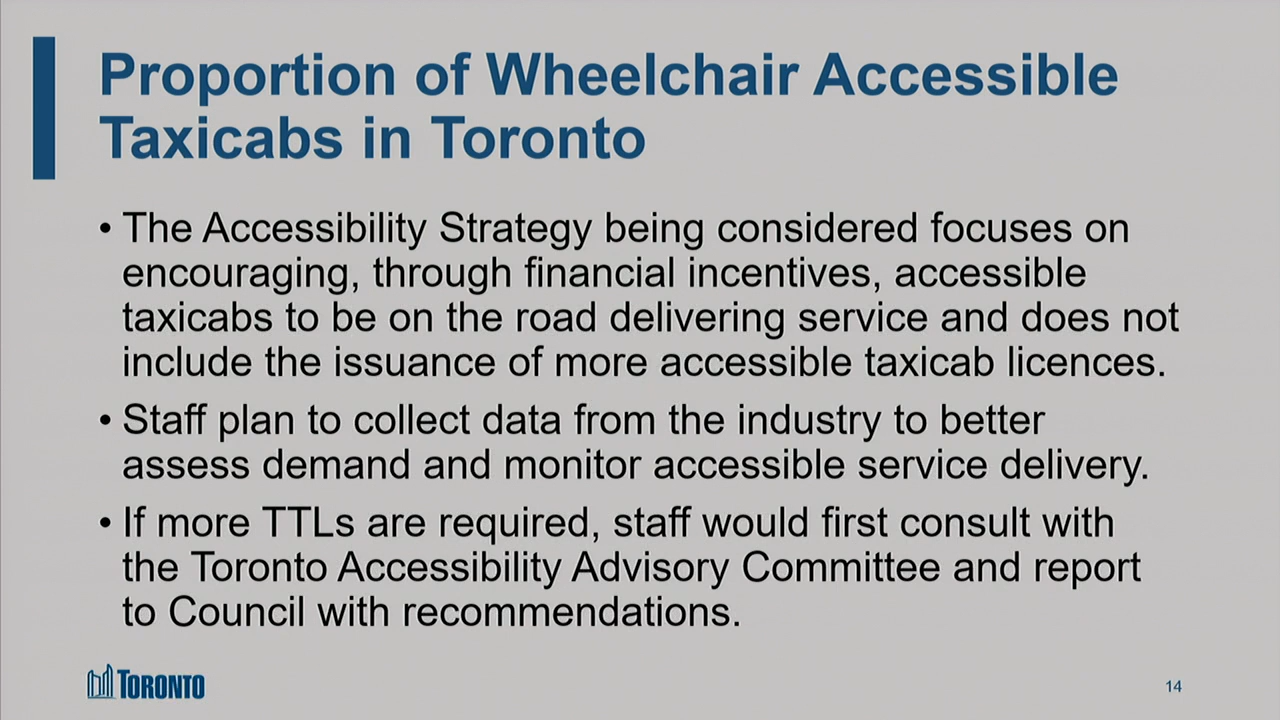 Proportion of Wheelchair Accessible
Taxicabs in Toronto
• The Accessibility Strategy being considered focuses on
encouraging, through financial incentives, accessible
taxicabs to be on the road delivering service and does not
include the issuance of more accessible taxicab licences.
• Staff plan to collect data from the industry to better
assess demand and monitor accessible service delivery.
• If more TTLs are required, staff would first consult with
the Toronto Accessibility Advisory Committee and report
to Council with recommendations.
TORONTO
14